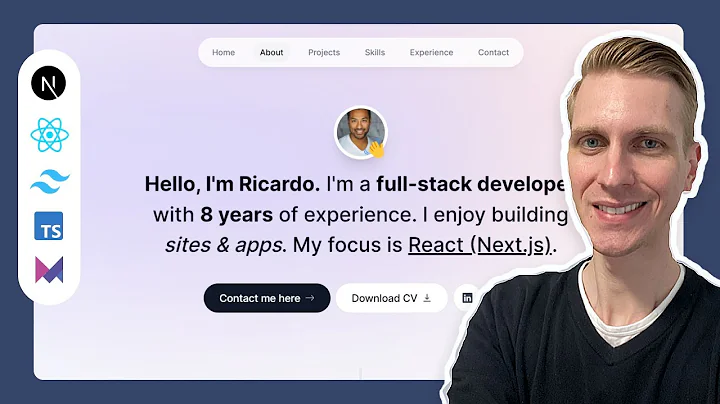 Home About Projects Skills Experience Contact
Hello, I'm Ricardo. I'm a full-stack develope
with 8 years of experience. I enjoy building
sites & apps. My focus is React (Next.js).
Contact me here → Download CV
in
N
TS